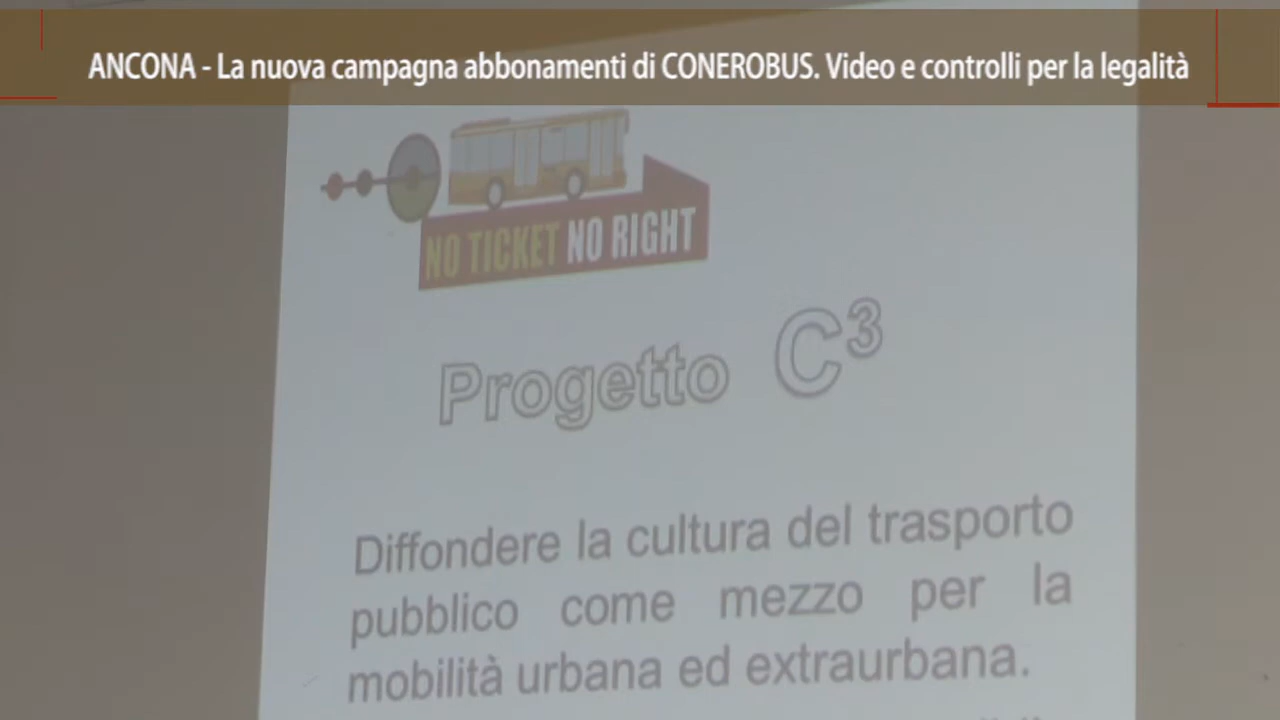 ANCONA - La nuova campagna abbonamenti di CONEROBUS. Video e controlli per la legalità
NO TICKET NO RIGHT
Progetto C³
Diffondere la cultura del trasporto
pubblico come mezzo per la
mobilità urbana ed extraurbana.